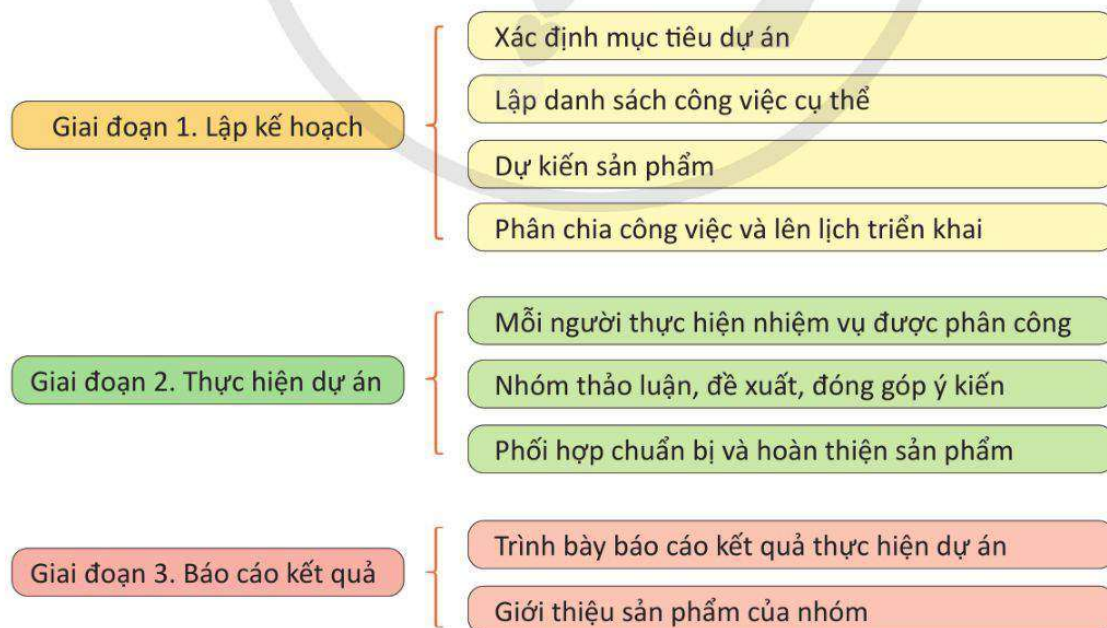 Giai đoạn 1. Lập kế hoạch
Xác định mục tiêu dự án
Lập danh sách công việc cụ thể
Dự kiến sản phẩm
Phân chia công việc và lên lịch triển khai
Giai đoạn 2. Thực hiện dự án
Mỗi người thực hiện nhiệm vụ được phân công
Nhóm thảo luận, đề xuất, đóng góp ý kiến
Phối hợp chuẩn bị và hoàn thiện sản phẩm
Giai đoạn 3. Báo cáo kết quả
Trình bày báo cáo kết quả thực hiện dự án
Giới thiệu sản phẩm của nhóm